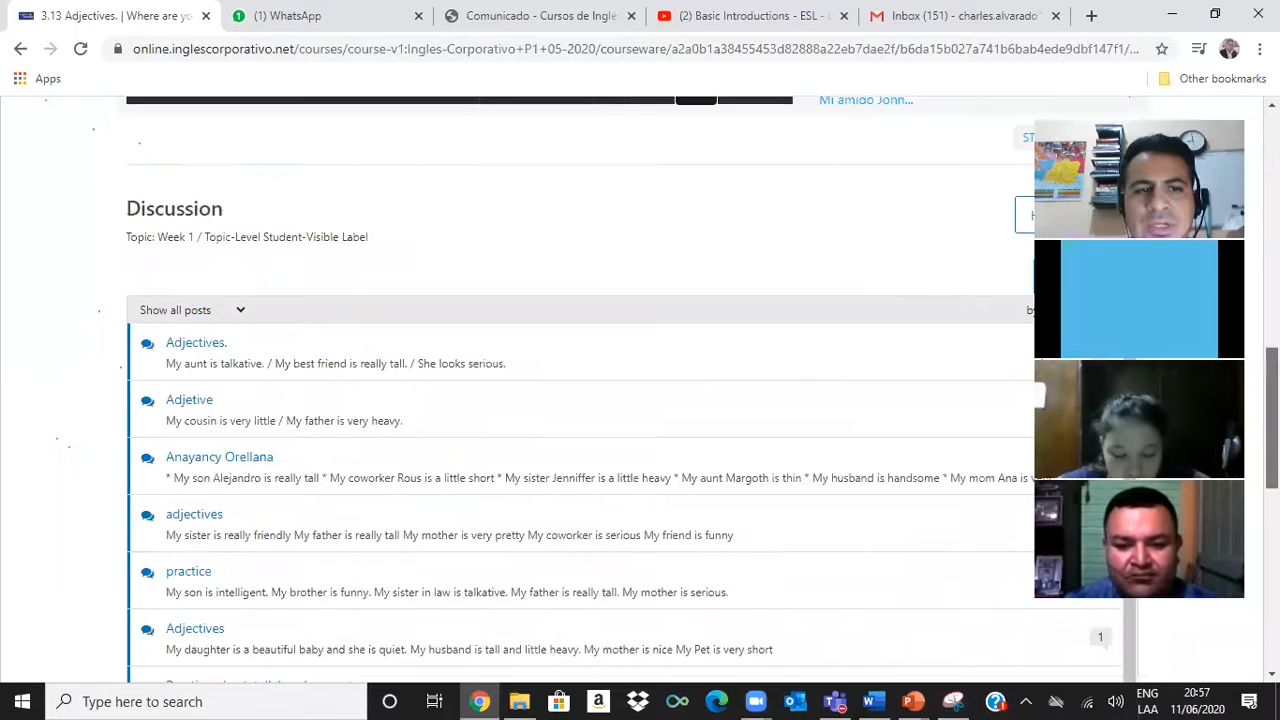 3.13 Adjectives. | Where are yo
(1) WhatsApp
Comunicado - Cursos de Inglé
(2) Basic Introductions - ESL -
Inbox (151) - charles.alvarado
online.inglescorporativo.net/courses/course-v1:Ingles-Corporativo+P1+05-2020/courseware/a2a0b1a38455453d82888a22eb7dae2f/b6da15b027a741b6bab4ede9dbf147f1/...
Apps
Other bookmarks
Mi amido John...
ST
Discussion
Topic: Week 1 / Topic-Level Student-Visible Label
Show all posts
by
Adjectives.
My aunt is talkative. / My best friend is really tall. / She looks serious.
Adjetive
My cousin is very little / My father is very heavy.
Anayancy Orellana
* My son Alejandro is really tall * My coworker Rous is a little short * My sister Jenniffer is a little heavy * My aunt Margoth is thin * My husband is handsome * My mom Ana is ve
adjectives
My sister is really friendly My father is really tall My mother is very pretty My coworker is serious My friend is funny
practice
My son is intelligent. My brother is funny. My sister in law is talkative. My father is really tall. My mother is serious.
Adjectives
1
My daughter is a beautiful baby and she is quiet. My husband is tall and little heavy. My mother is nice My Pet is very short
Type here to search
ENG
LAA
20:57
11/06/2020